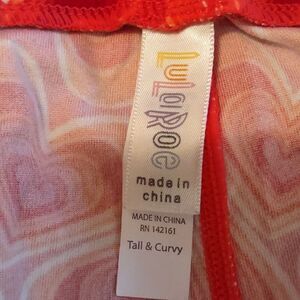 LuLaRoe
made in
china
MADE IN CHINA
RN 142161
Tall & Curvy